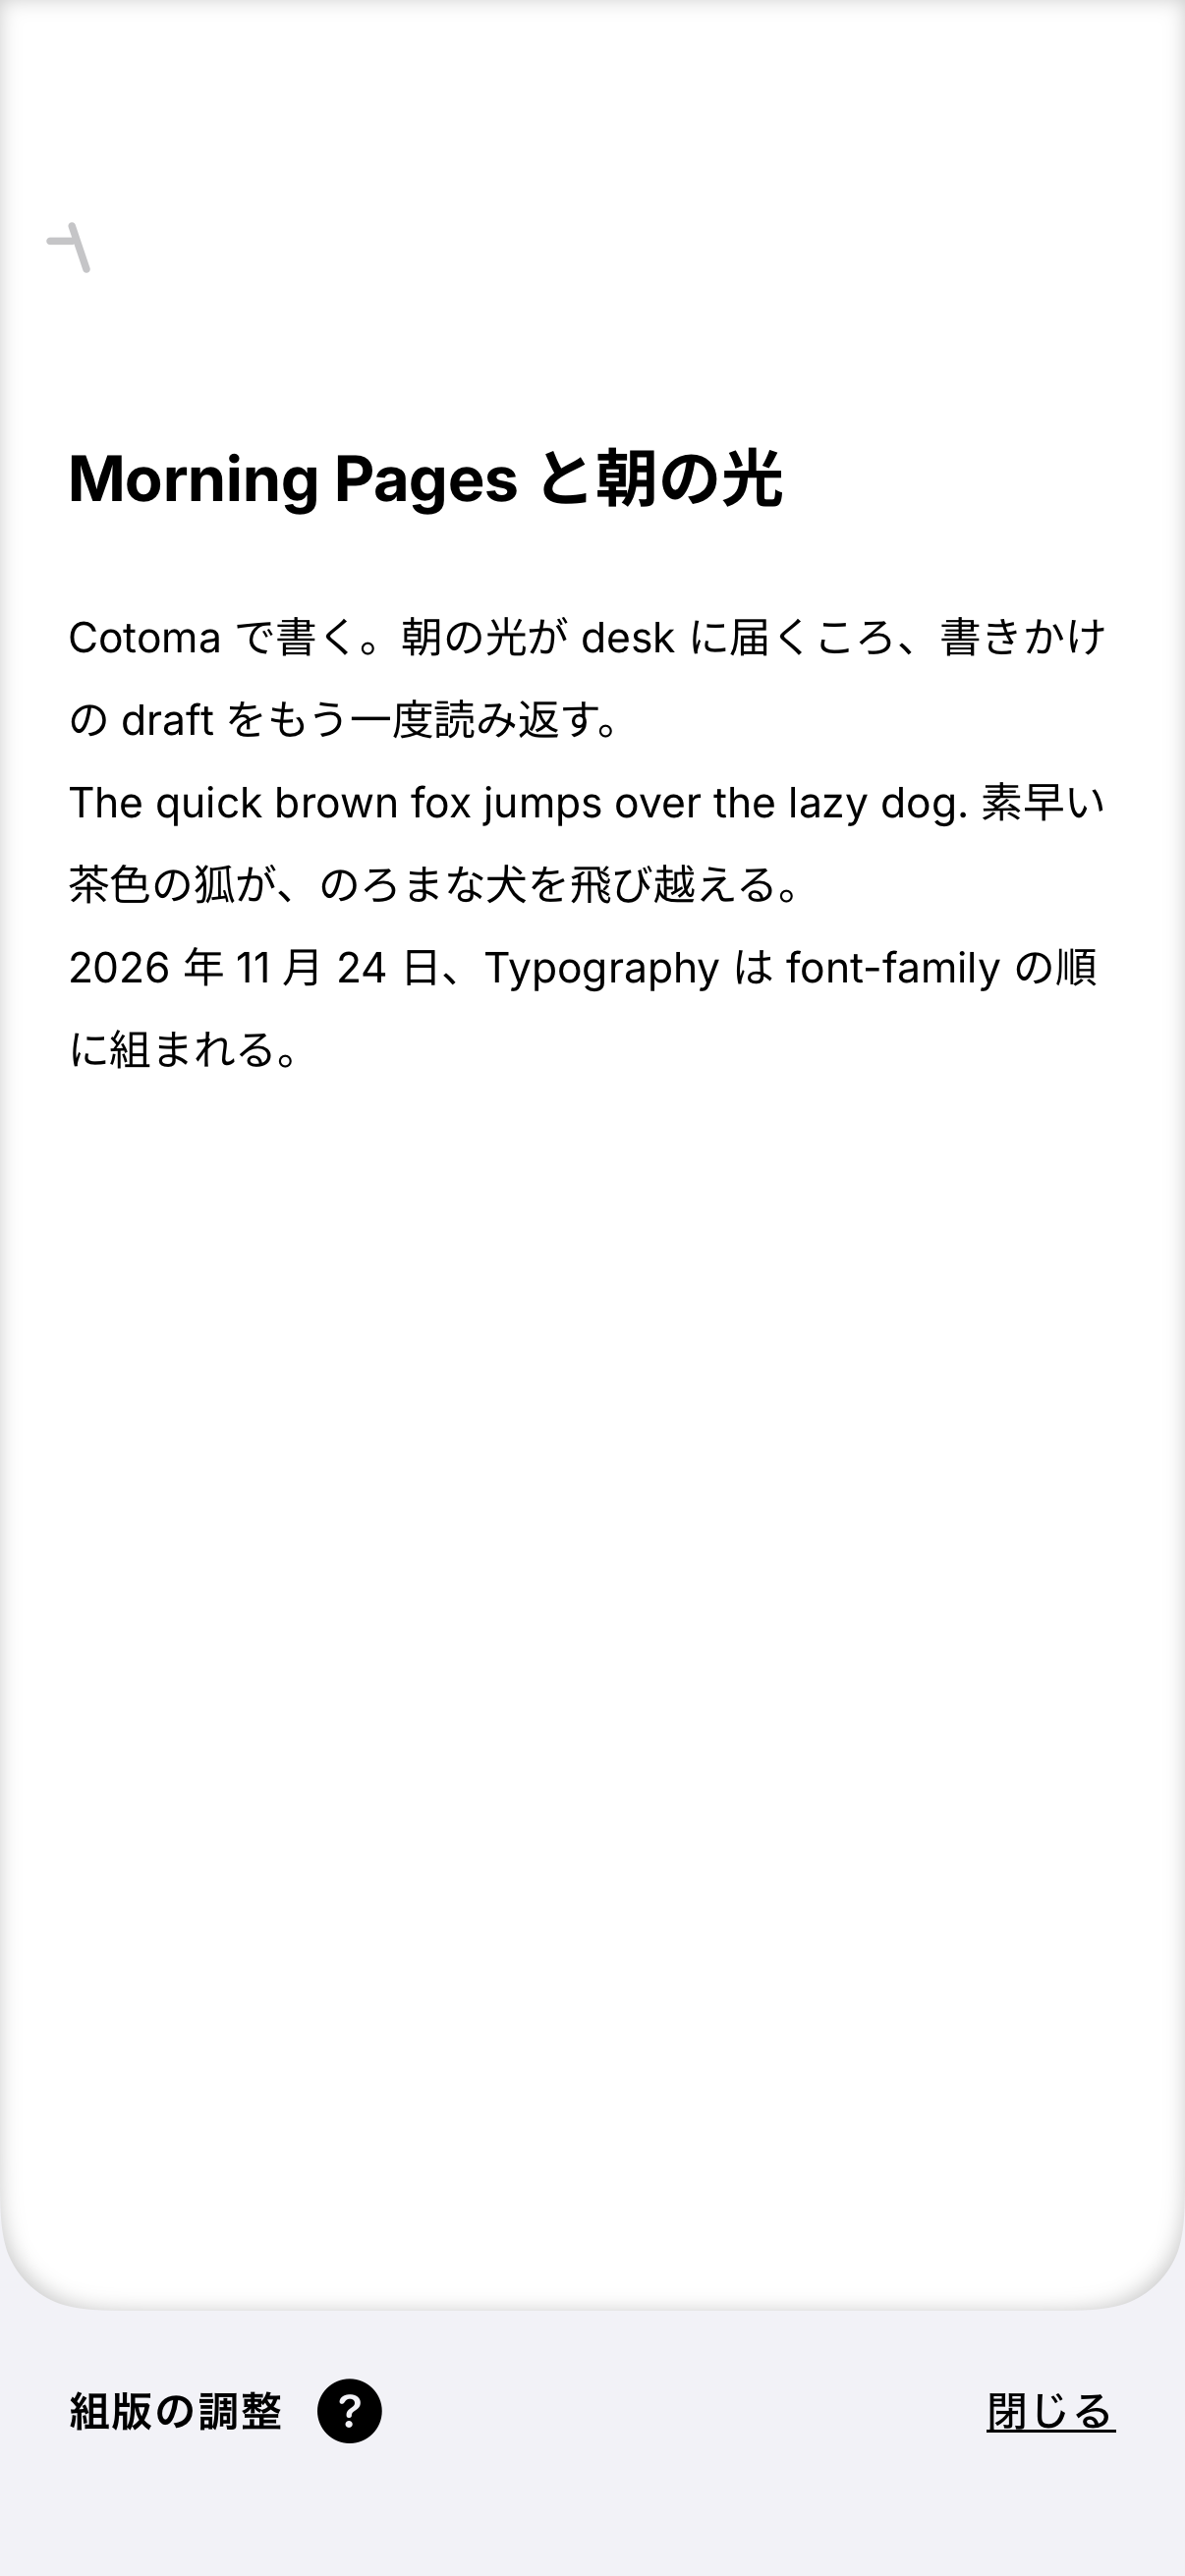 Morning Pages と朝の光
Cotoma で書く。朝の光が desk に届くころ、書きかけ
の draft をもう一度読み返す。
The quick brown fox jumps over the lazy dog. 素早い
茶色の狐が、のろまな犬を飛び越える。
2026 年 11 月 24 日、Typography は font-family の順
に組まれる。
組版の調整 ?
閉じる